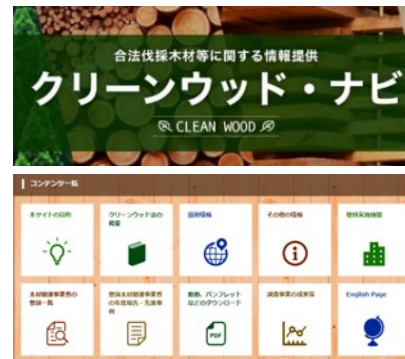 合法伐採木材等に関する情報提供
クリーンウッド・ナビ
CLEAN WOOD
コンテンツ一覧
本サイトの目的
クリーンウッド法の
概要
国別情報
その他の情報
登録実施機関
木材関連事業者の
登録一覧
登録木材関連事業者
の年度報告・先進事
例
動画、パンフレット
などのダウンロード
調査事業の成果等
English Page
PDF